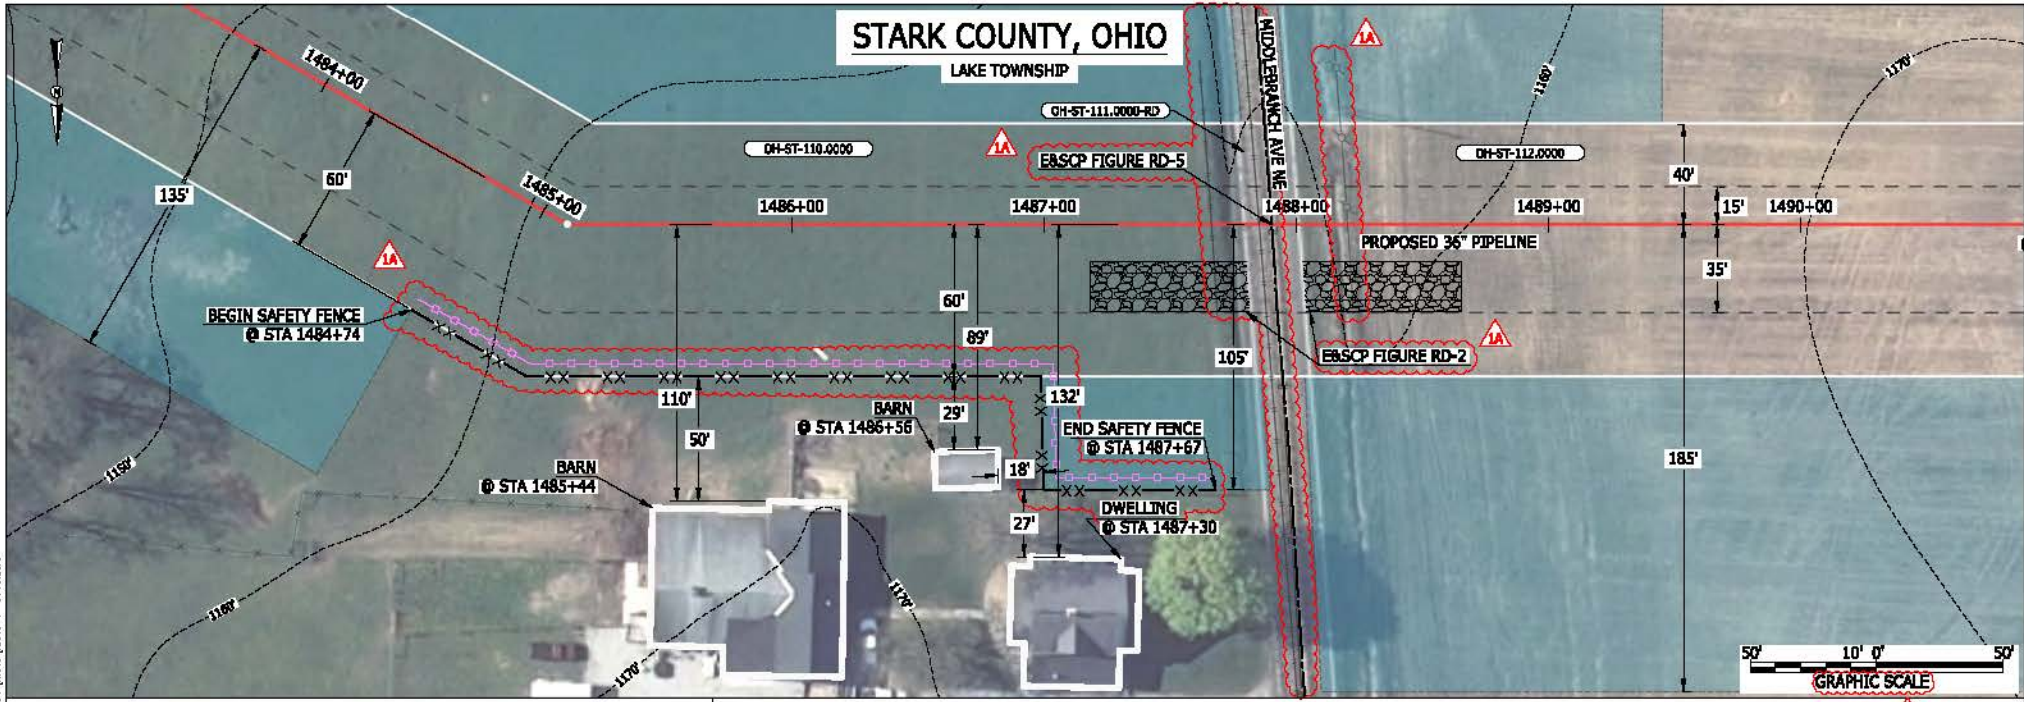 STARK COUNTY, OHIO
LAKE TOWNSHIP
N
1484+00
1485+00
1486+00
1487+00
1488+00
1489+00
1490+00
135'
60'
OH-ST-110.0000
OH-ST-111.0000-RD
OH-ST-112.0000
MIDDLEBRANCH AVE NE
E&SCP FIGURE RD-5
1A
1A
1A
1A
1160'
1170'
40'
15'
35'
PROPOSED 36" PIPELINE
BEGIN SAFETY FENCE
@ STA 1484+74
60'
89'
105'
E&SCP FIGURE RD-2
110'
50'
29'
132'
BARN
@ STA 1486+56
END SAFETY FENCE
@ STA 1487+67
18'
BARN
@ STA 1485+44
27'
DWELLING
@ STA 1487+30
185'
1160'
1160'
1170'
1170'
50' 10' 0' 50'
GRAPHIC SCALE